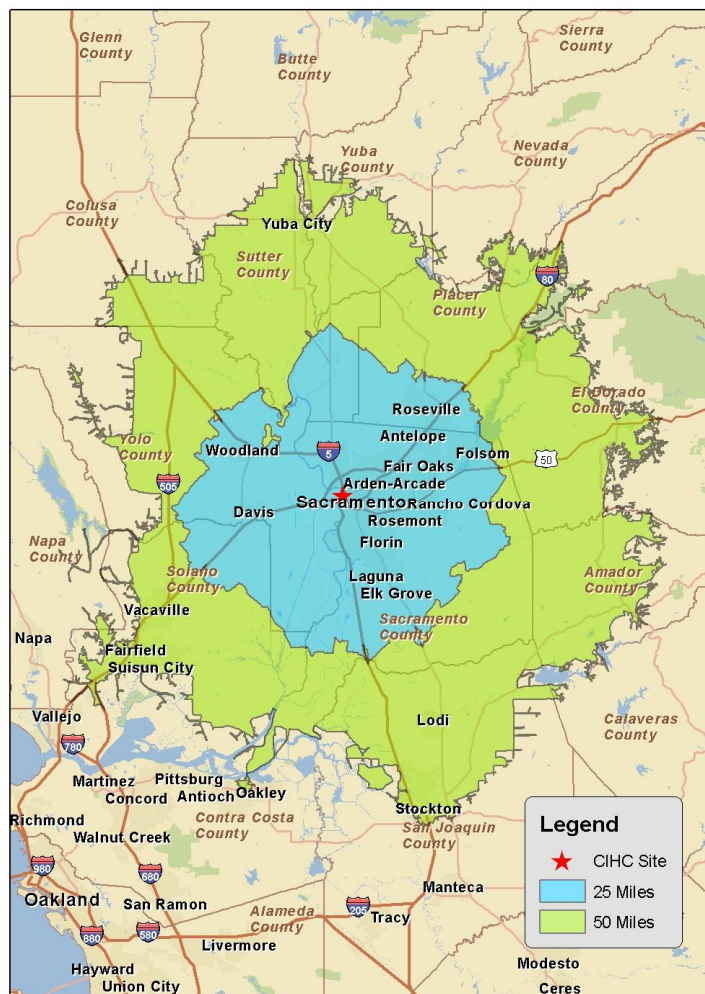 Glenn
County
Sierra
County
Butte
County
Yuba
County
Nevada
County
Colusa
County
Yuba City
Sutter
County
80
Placer
County
El Dorado
County
Roseville
Antelope
Woodland
5
Folsom
50
Yolo
County
Fair Oaks
Arden-Arcade
505
Sacramento
Rancho Cordova
Davis
Rosemont
Napa
County
Florin
Solano
County
Laguna
Elk Grove
Amador
County
Vacaville
Sacramento
County
Napa
Fairfield
Suisun City
Vallejo
Lodi
Calaveras
County
780
Martinez
Concord
Pittsburg
Antioch
Oakley
Richmond
Contra Costa
County
Stockton
San Joaquin
County
Walnut Creek
980
680
Oakland
San Ramon
Manteca
205
Alameda
County
Tracy
880
580
Livermore
Hayward
Union City
Modesto
Ceres
Legend
CIHC Site
25 Miles
50 Miles